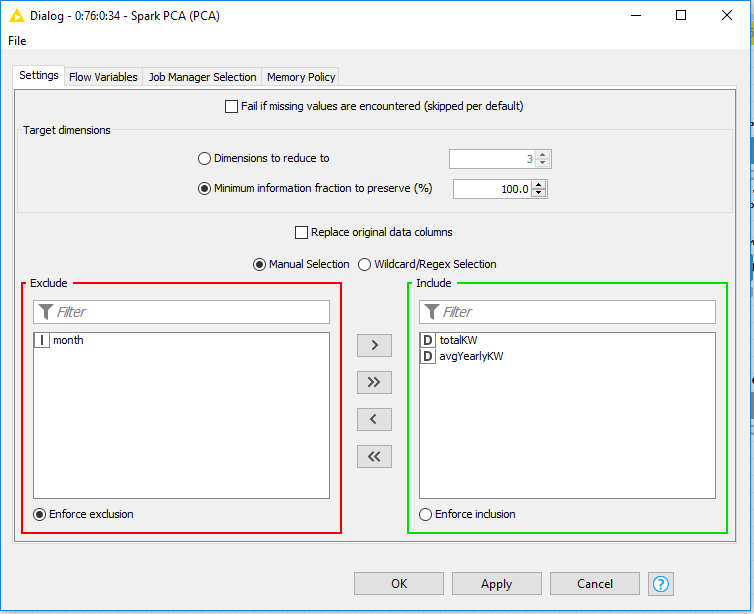 Dialog - 0:76:0:34 - Spark PCA (PCA)
File
Settings Flow Variables Job Manager Selection Memory Policy
Fail if missing values are encountered (skipped per default)
Target dimensions
Dimensions to reduce to 3
Minimum information fraction to preserve (%) 100.0
Replace original data columns
Manual Selection Wildcard/Regex Selection
Exclude Include
Filter Filter
I month D totalKW
D avgYearlyKW
> 
>>
<
<<
Enforce exclusion Enforce inclusion
OK Apply Cancel ?